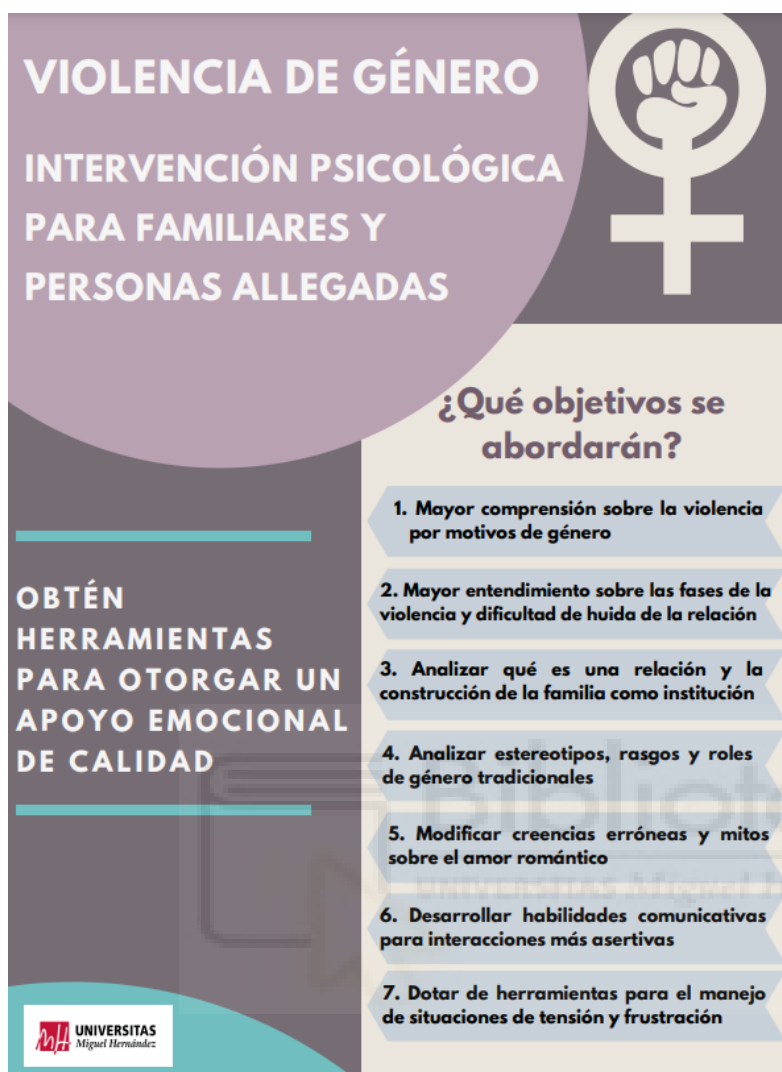 VIOLENCIA DE GÉNERO
INTERVENCIÓN PSICOLÓGICA
PARA FAMILIARES Y
PERSONAS ALLEGADAS
¿Qué objetivos se
abordarán?
1. Mayor comprensión sobre la violencia
por motivos de género
2. Mayor entendimiento sobre las fases de la
violencia y dificultad de huida de la relación
3. Analizar qué es una relación y la
construcción de la familia como institución
4. Analizar estereotipos, rasgos y roles
de género tradicionales
5. Modificar creencias erróneas y mitos
sobre el amor romántico
6. Desarrollar habilidades comunicativas
para interacciones más asertivas
7. Dotar de herramientas para el manejo
de situaciones de tensión y frustración
OBTÉN
HERRAMIENTAS
PARA OTORGAR UN
APOYO EMOCIONAL
DE CALIDAD
Bibliot
UNIVERSITAS Miguel H
UNIVERSITAS
Miguel Hernández